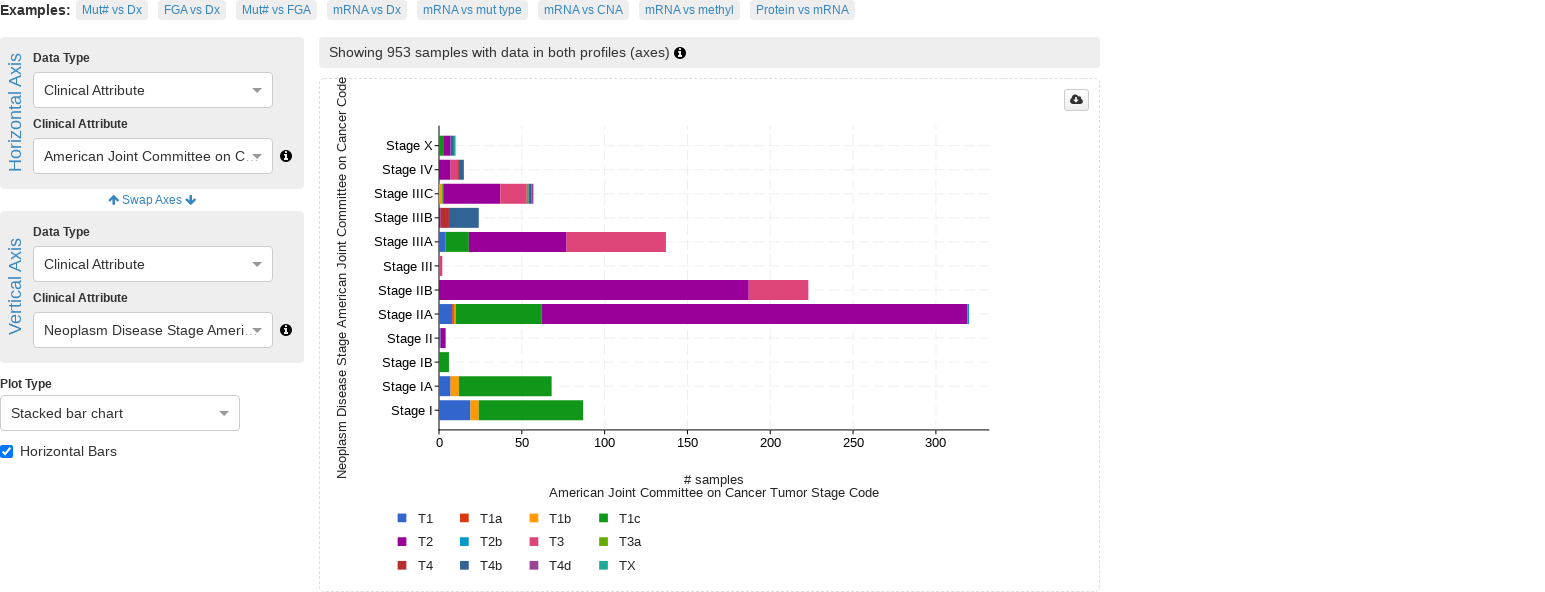 Examples: Mut# vs Dx FGA vs Dx Mut# vs FGA mRNA vs Dx mRNA vs mut type mRNA vs CNA mRNA vs methyl Protein vs mRNA
Horizontal Axis
Data Type
Clinical Attribute
Clinical Attribute
American Joint Committee on C...
Swap Axes
Vertical Axis
Data Type
Clinical Attribute
Clinical Attribute
Neoplasm Disease Stage Ameri...
Plot Type
Stacked bar chart
Horizontal Bars
Showing 953 samples with data in both profiles (axes)
Neoplasm Disease Stage American Joint Committee on Cancer Code
Stage X
Stage IV
Stage IIIC
Stage IIIB
Stage IIIA
Stage III
Stage IIB
Stage IIA
Stage II
Stage IB
Stage IA
Stage I
0 50 100 150 200 250 300
# samples
American Joint Committee on Cancer Tumor Stage Code
T1 T1a T1b T1c
T2 T2b T3 T3a
T4 T4b T4d TX